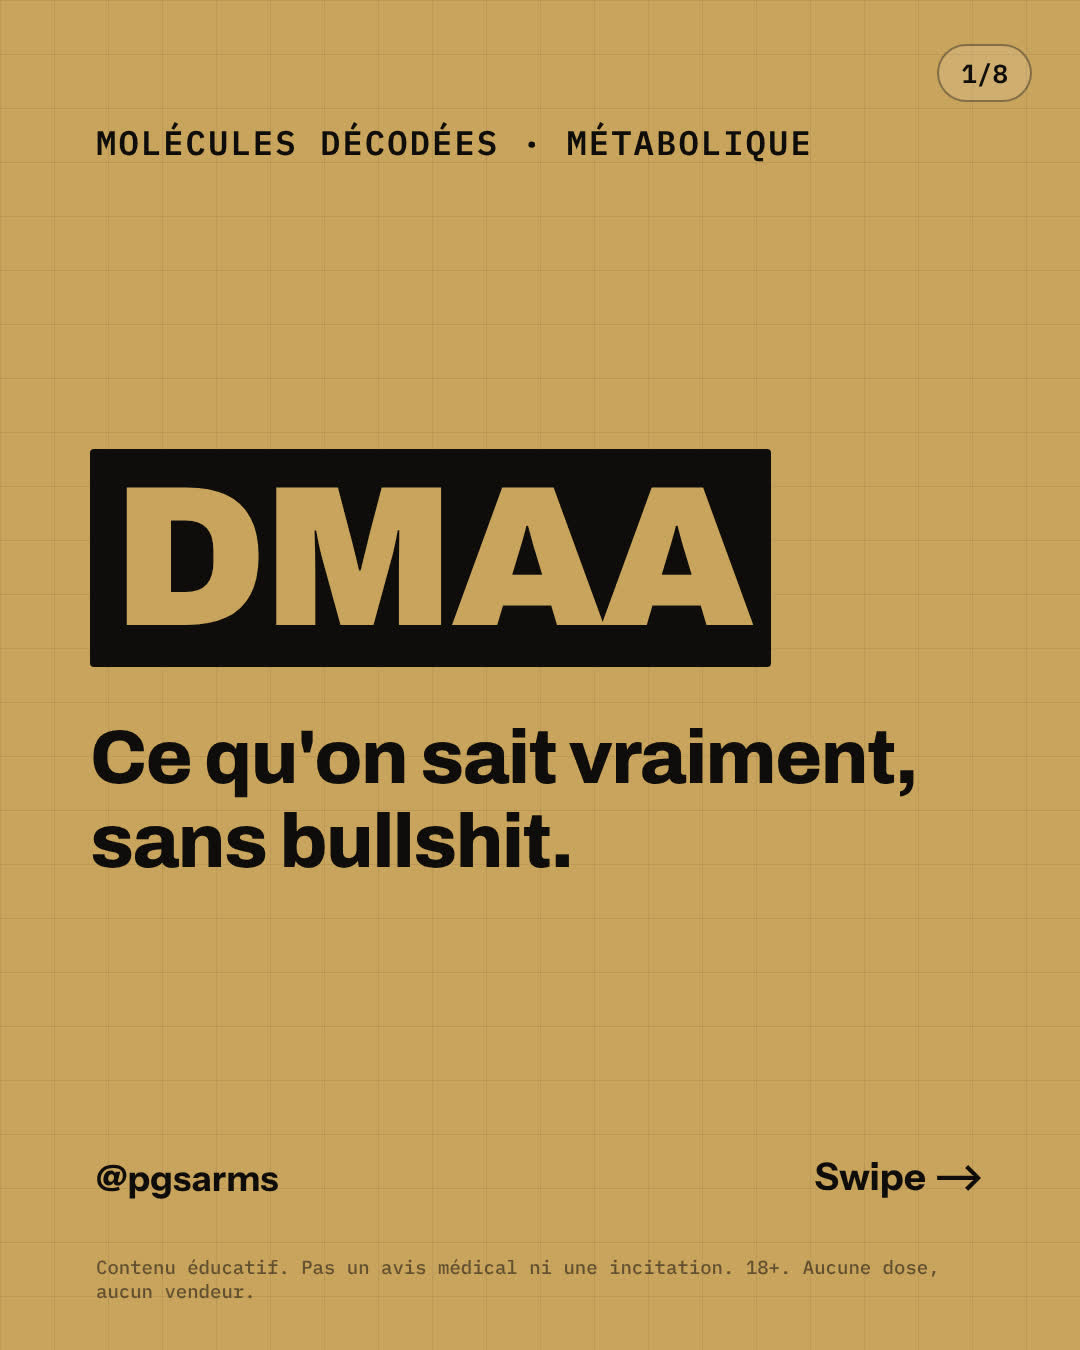 1/8
MOLÉCULES DÉCODÉES · MÉTABOLIQUE
DMAA
Ce qu'on sait vraiment,
sans bullshit.
@pgsarms
Swipe →
Contenu éducatif. Pas un avis médical ni une incitation. 18+. Aucune dose,
aucun vendeur.